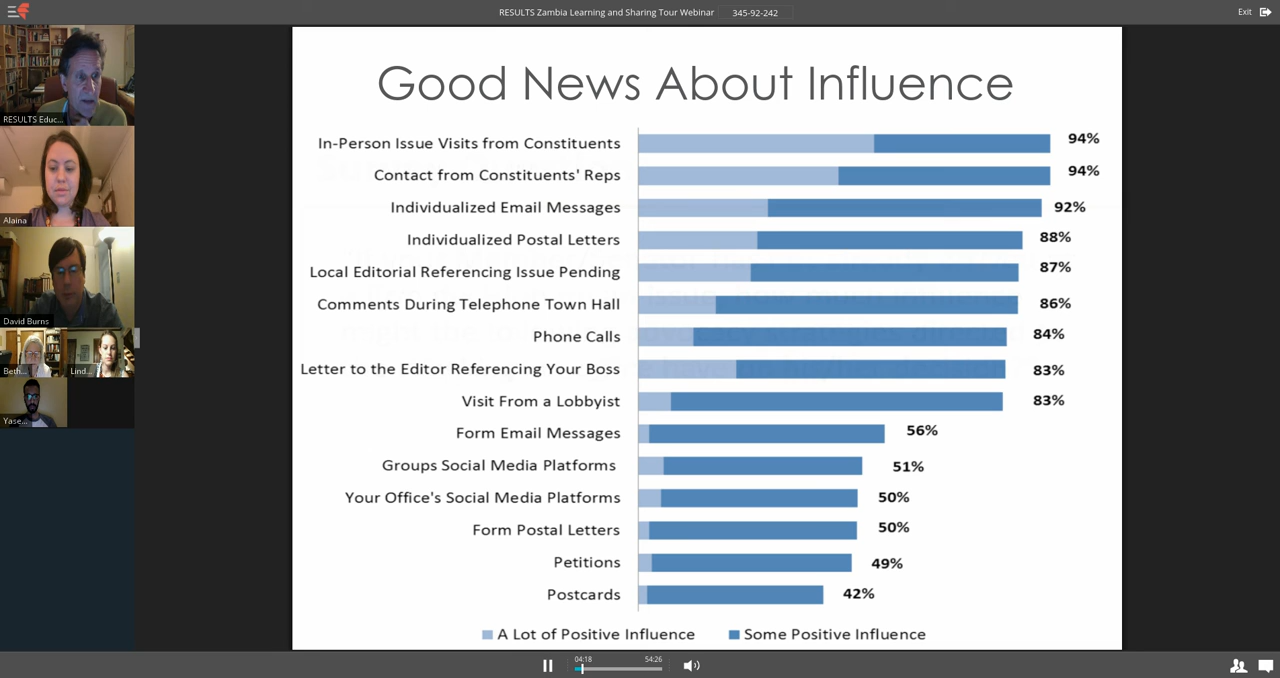 RESULTS Zambia Learning and Sharing Tour Webinar
345-92-242
Exit
RESULTS Educ...
Alaina
David Burns
Beth...
Lind...
Yase...
Good News About Influence
In-Person Issue Visits from Constituents 94%
Contact from Constituents' Reps 94%
Individualized Email Messages 92%
Individualized Postal Letters 88%
Local Editorial Referencing Issue Pending 87%
Comments During Telephone Town Hall 86%
Phone Calls 84%
Letter to the Editor Referencing Your Boss 83%
Visit From a Lobbyist 83%
Form Email Messages 56%
Groups Social Media Platforms 51%
Your Office's Social Media Platforms 50%
Form Postal Letters 50%
Petitions 49%
Postcards 42%
A Lot of Positive Influence
Some Positive Influence
04:18
54:26